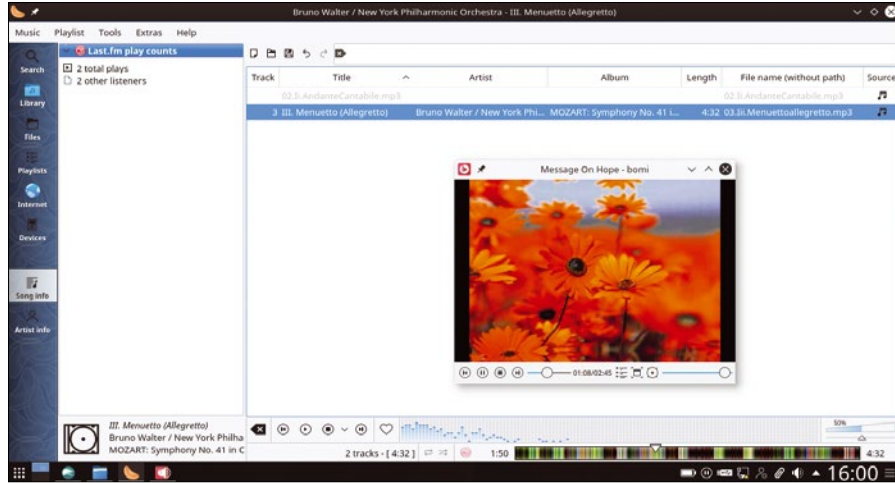 Bruno Walter / New York Philharmonic Orchestra - III. Menuetto (Allegretto)
Music Playlist Tools Extras Help
Search
Library
Files
Playlists
Internet
Devices
Song info
Artist info
Last.fm play counts
2 total plays
2 other listeners
Track Title Artist Album Length File name (without path) Source
02.Ii.AndanteCantabile.mp3 02.Ii.AndanteCantabile.mp3
3 III. Menuetto (Allegretto) Bruno Walter / New York Phi... MOZART: Symphony No. 41 i... 4:32 03.Iii.Menuettoallegretto.mp3
Message On Hope - bomi
01:08/02:45
III. Menuetto (Allegretto)
Bruno Walter / New York Philha
MOZART: Symphony No. 41 in C
50%
2 tracks - [ 4:32 ] 1:50 4:32
16:00